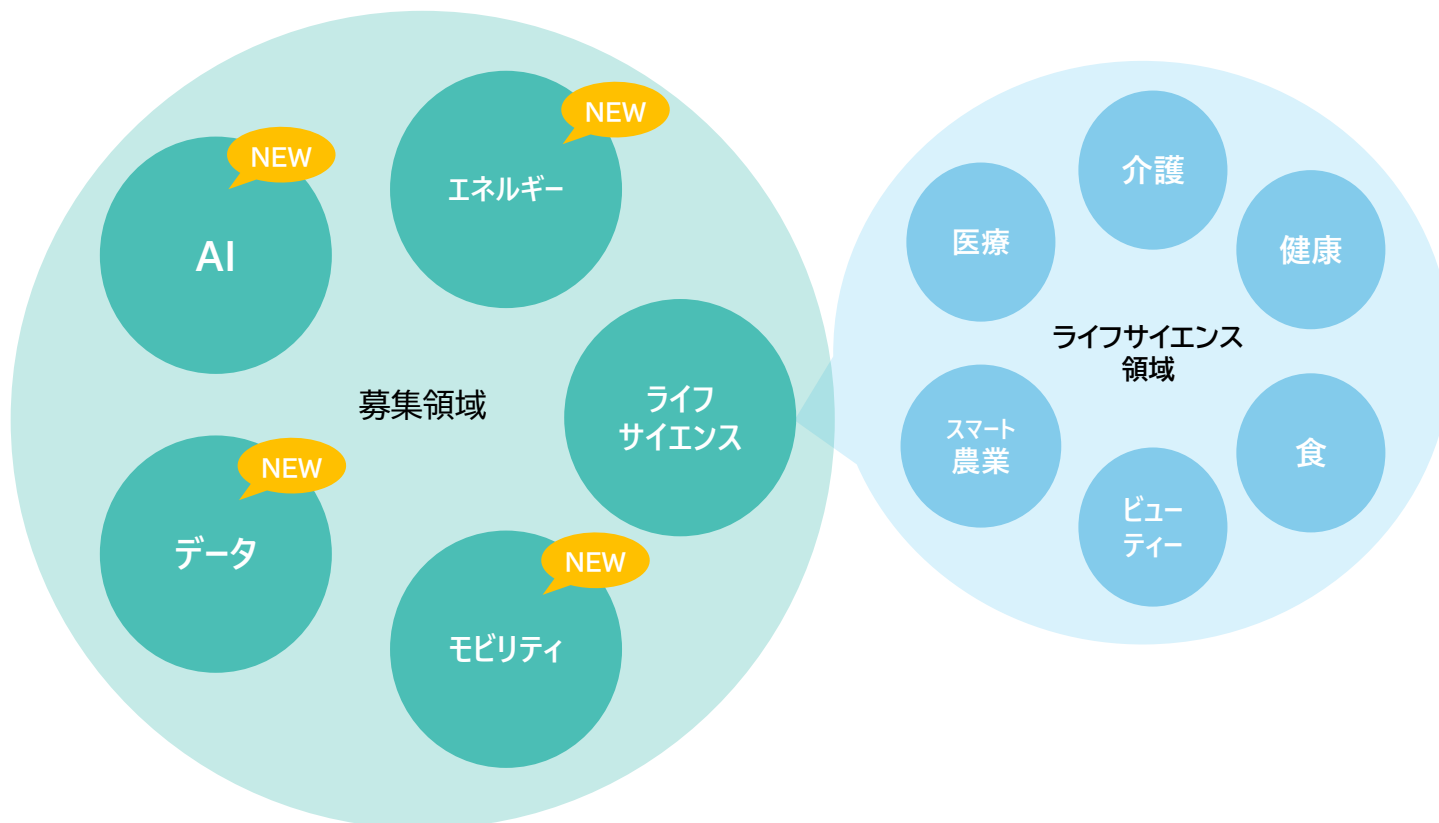 NEW
エネルギー
NEW
AI
募集領域
ライフ
サイエンス
NEW
データ
NEW
モビリティ
介護
医療
健康
ライフサイエンス
領域
スマート
農業
食
ビュー
ティー